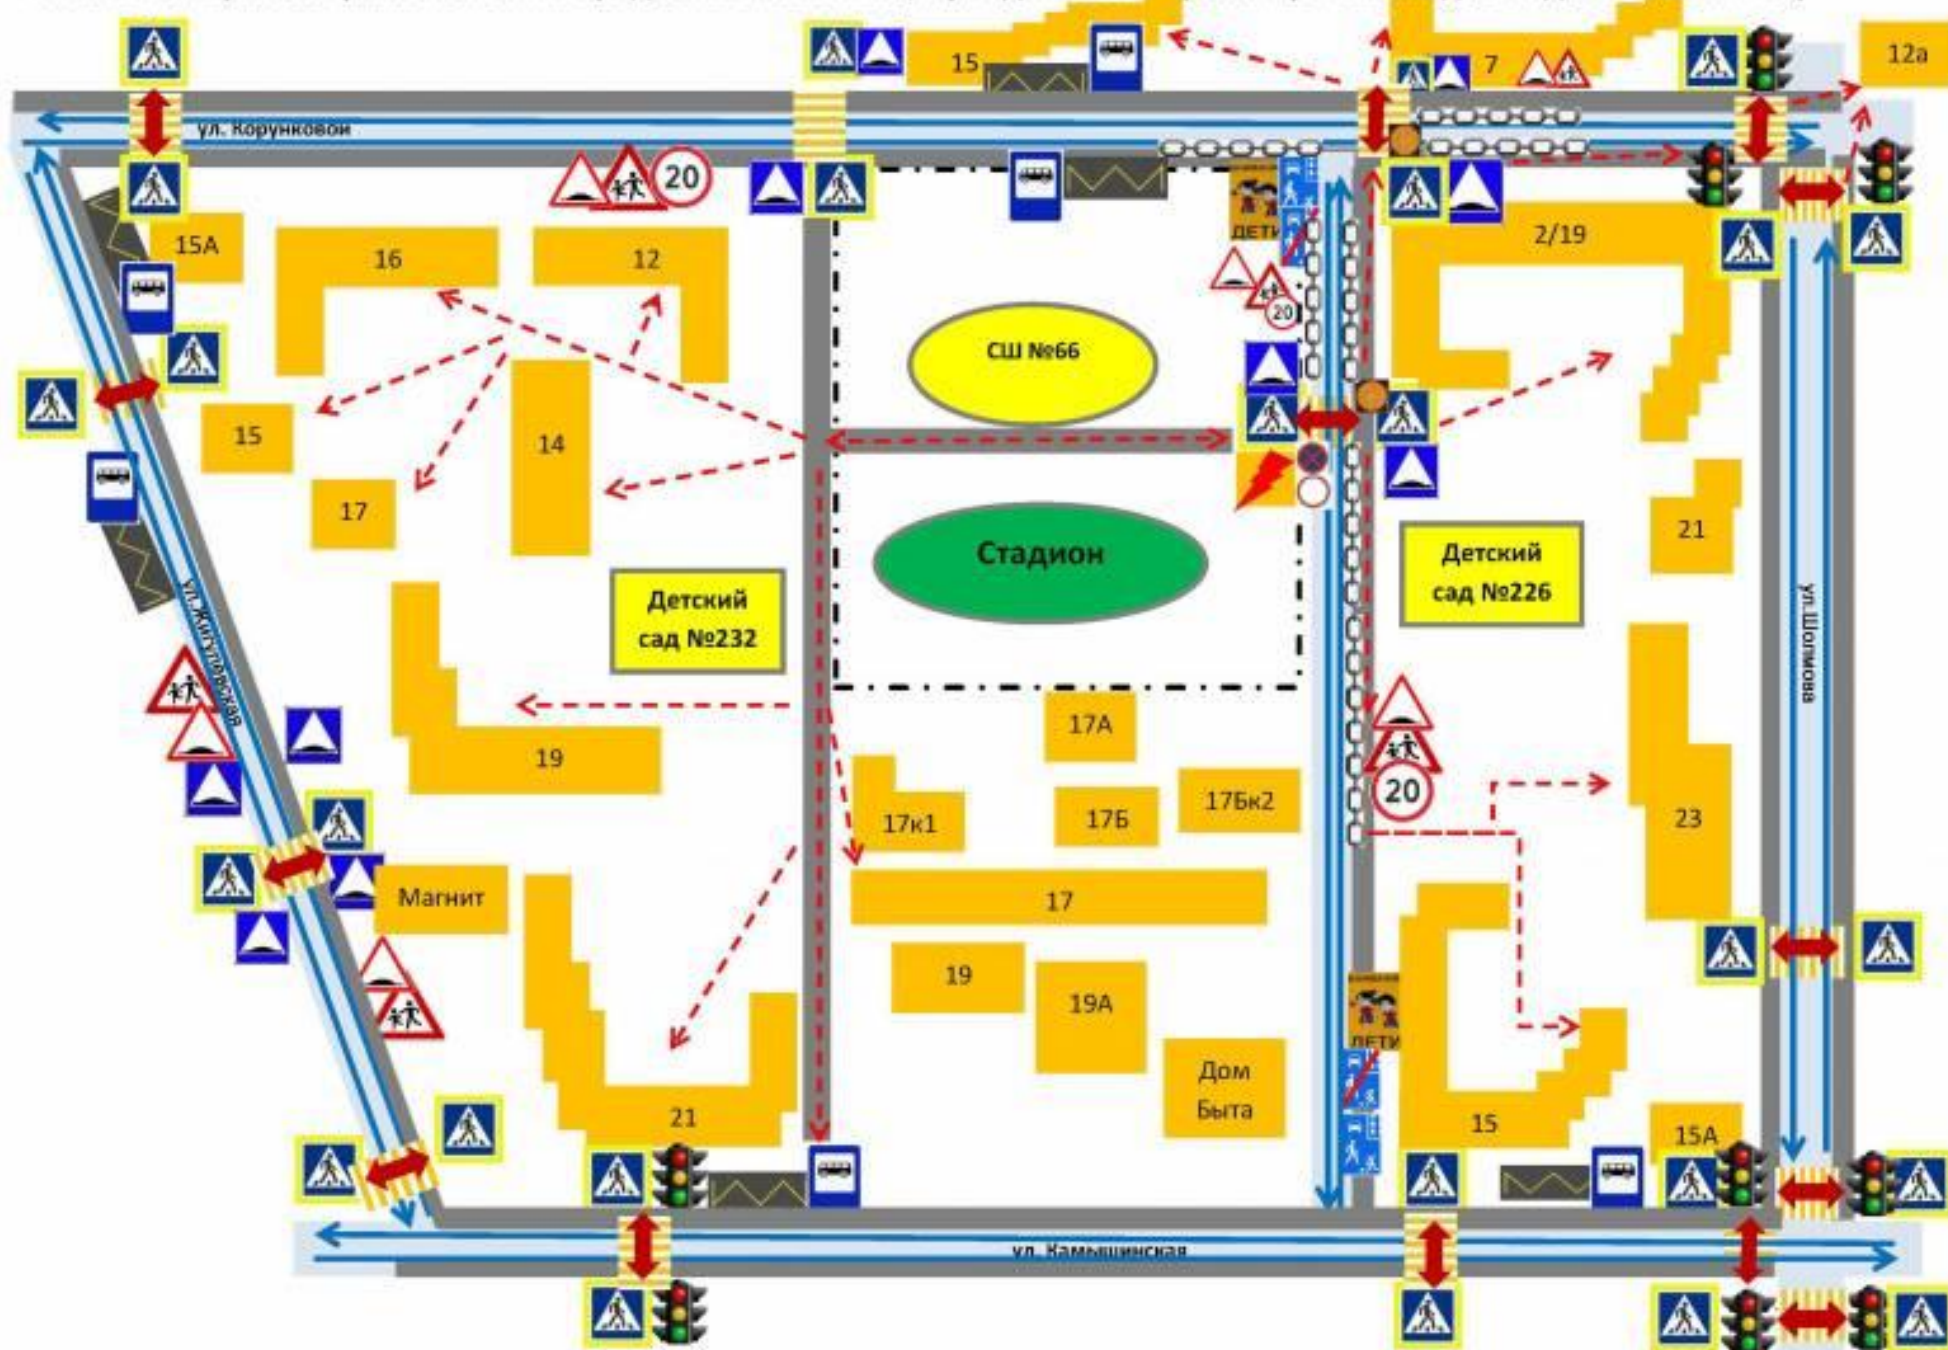 15
7
12а
ул. Корунковой
20
ДЕТИ
15А
16
12
2/19
20
СШ №66
15
14
17
21
Стадион
Детский
сад №226
Детский
сад №232
ул.Жигулевская
ул.Шолмова
17А
19
17к1
17Б
17Бк2
20
23
Магнит
17
19
19А
ДЕТИ
Дом
Быта
21
15
15А
ул. Камышинская